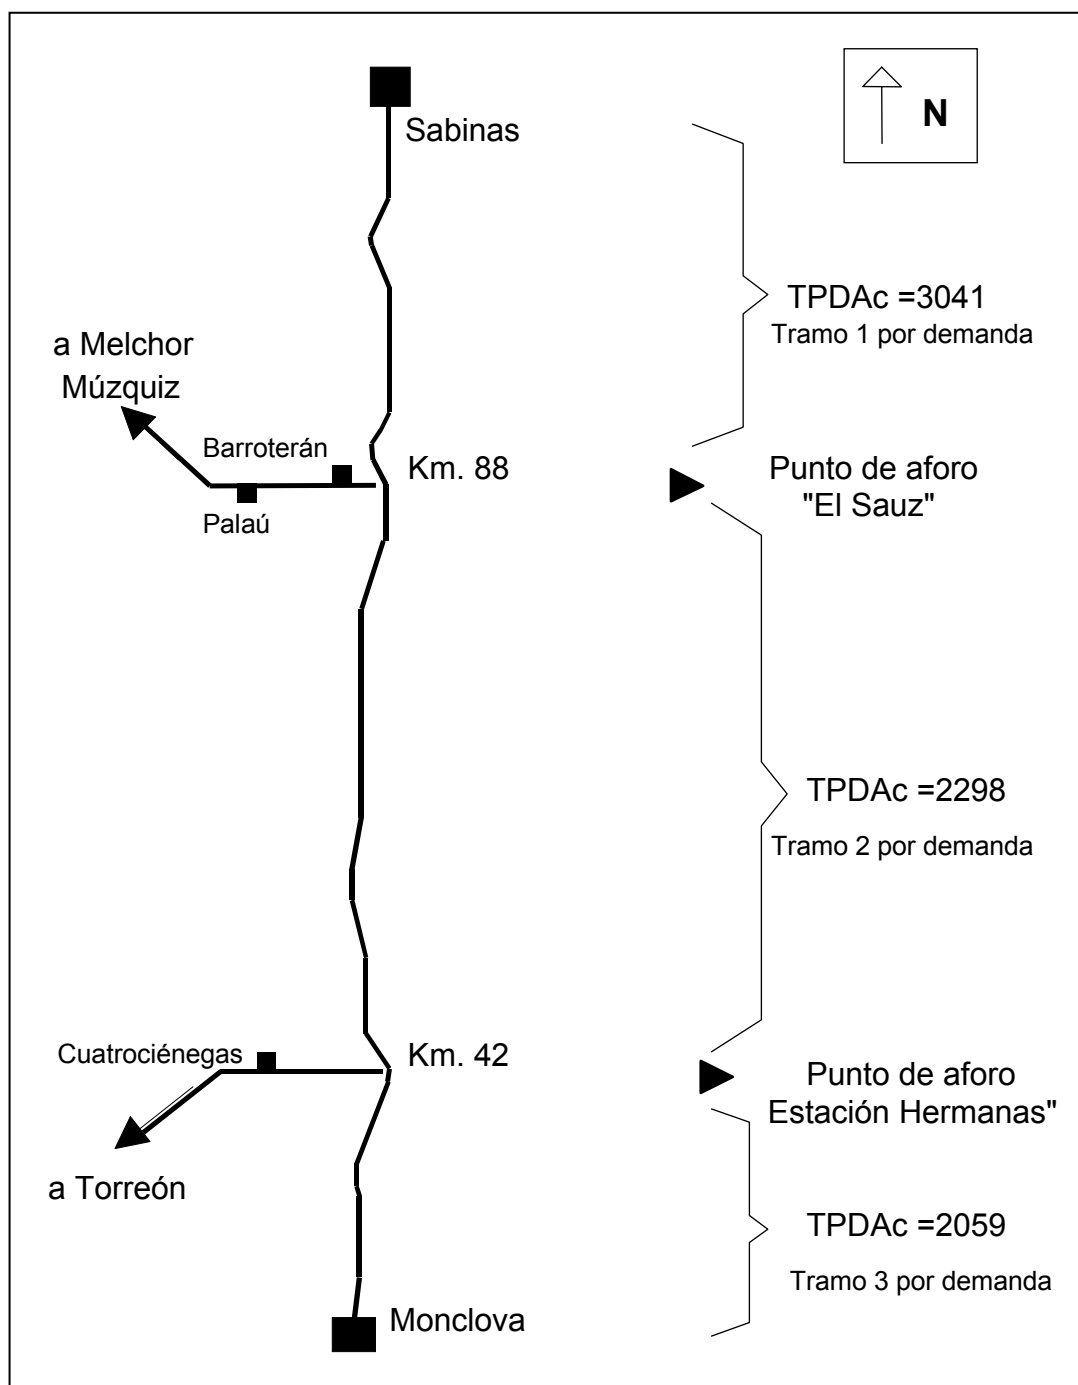 N
Sabinas
TPDAc =3041
Tramo 1 por demanda
a Melchor
Múzquiz
Barroterán
Km. 88
Palaú
Punto de aforo
"El Sauz"
TPDAc =2298
Tramo 2 por demanda
Cuatrociénegas
Km. 42
Punto de aforo
Estación Hermanas"
a Torreón
TPDAc =2059
Tramo 3 por demanda
Monclova